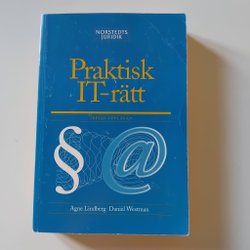 NORSTEDTS
JURIDIK
Praktisk
IT-rätt
§ @
Agne Lindberg Daniel Westman